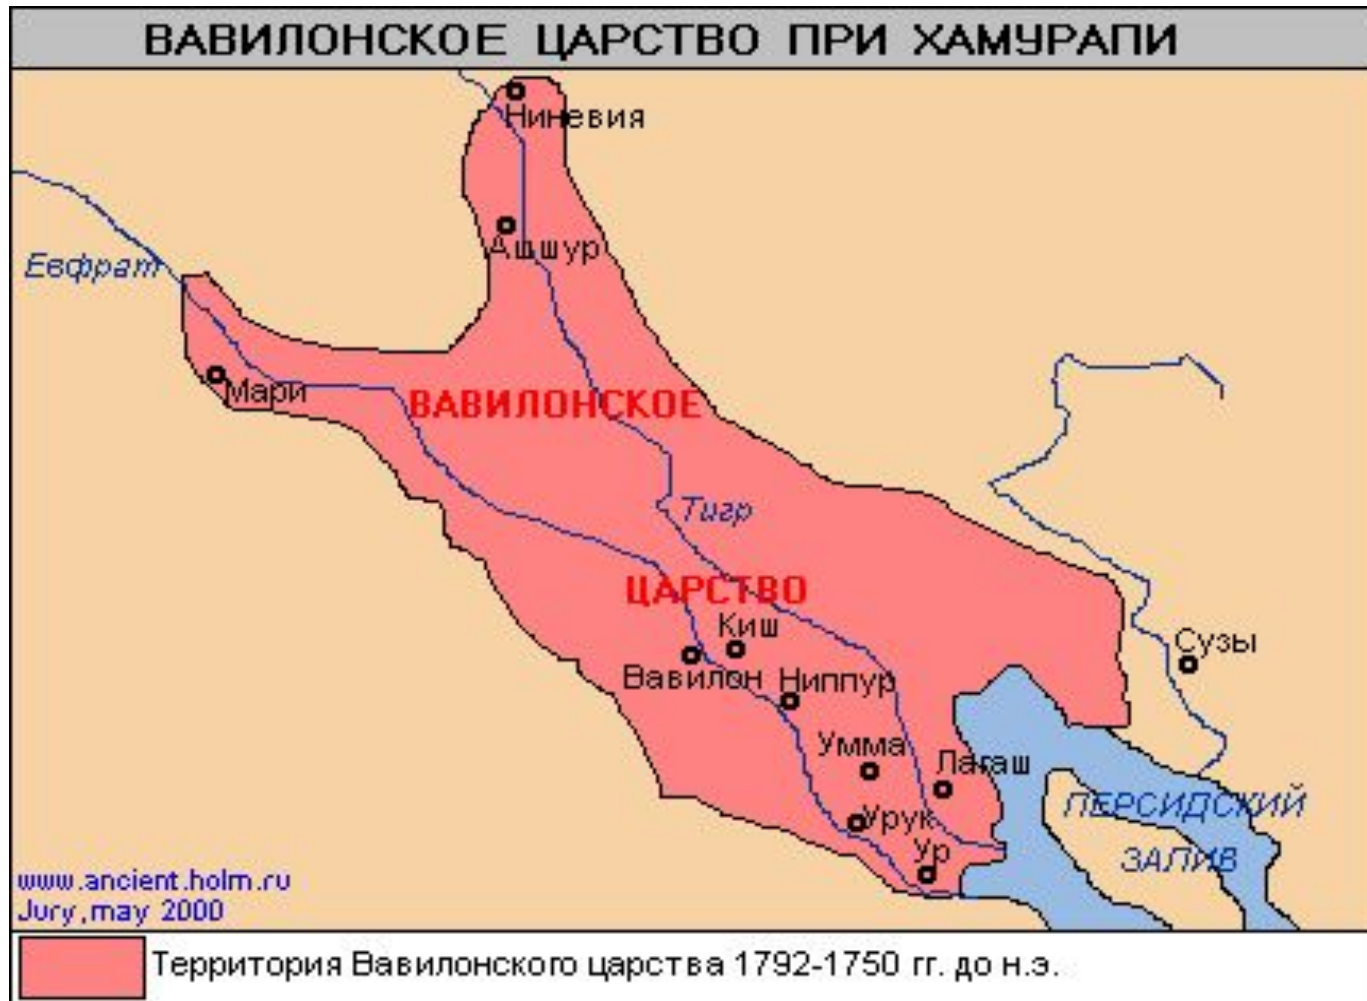 ВАВИЛОНСКОЕ ЦАРСТВО ПРИ ХАМУРАПИ
Ниневия
Ашшур
Евфрат
Мари
ВАВИЛОНСКОЕ
Тигр
ЦАРСТВО
Киш
Сузы
Вавилон
Ниппур
Умма
Лагаш
ПЕРСИДСКИЙ
ЗАЛИВ
Урук
Ур
www.ancient.holm.ru
Jury,may 2000
Территория Вавилонского царства 1792-1750 гг. до н.э.